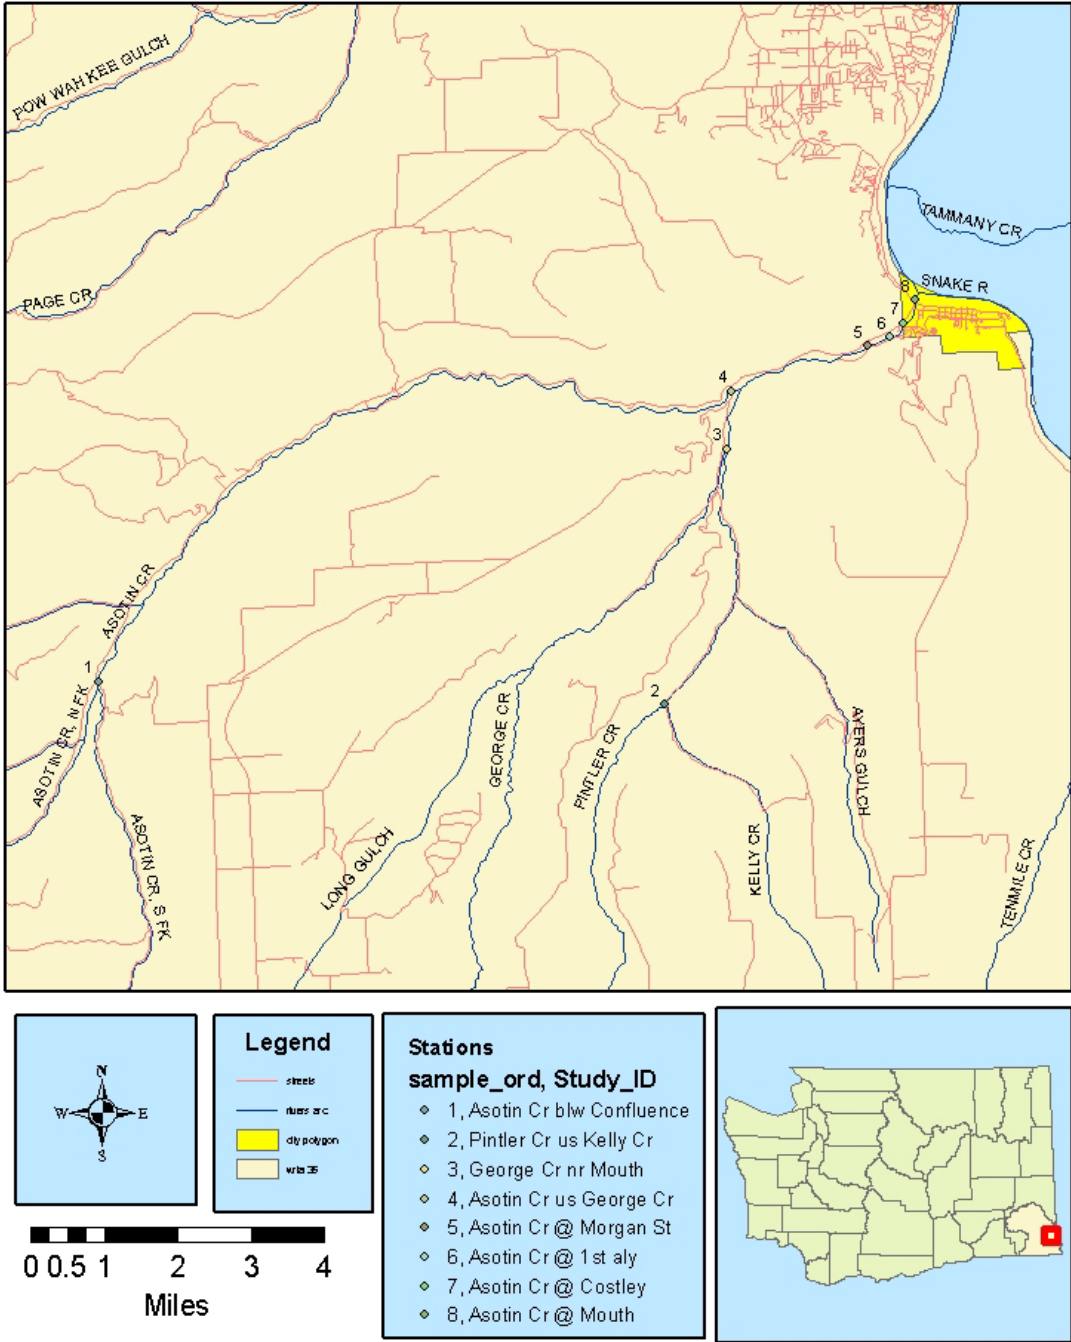 POW WAH KEE GULCH
TAMMANY CR
PAGE CR
SNAKE R
8
7
6
5
4
3
ASOTIN CR
1
2
ASOTIN CR, N FK
GEORGE CR
PINTLER CR
AYERS GULCH
ASOTIN CR, S FK
LONG GULCH
KELLY CR
TENMILE CR
N
W
E
S
Legend
streets
rivers arc
city polygon
wria 35
Stations
sample_ord, Study_ID
1, Asotin Cr blw Confluence
2, Pintler Cr us Kelly Cr
3, George Cr nr Mouth
4, Asotin Cr us George Cr
5, Asotin Cr @ Morgan St
6, Asotin Cr @ 1st aly
7, Asotin Cr @ Costley
8, Asotin Cr @ Mouth
0 0.5 1 2 3 4
Miles